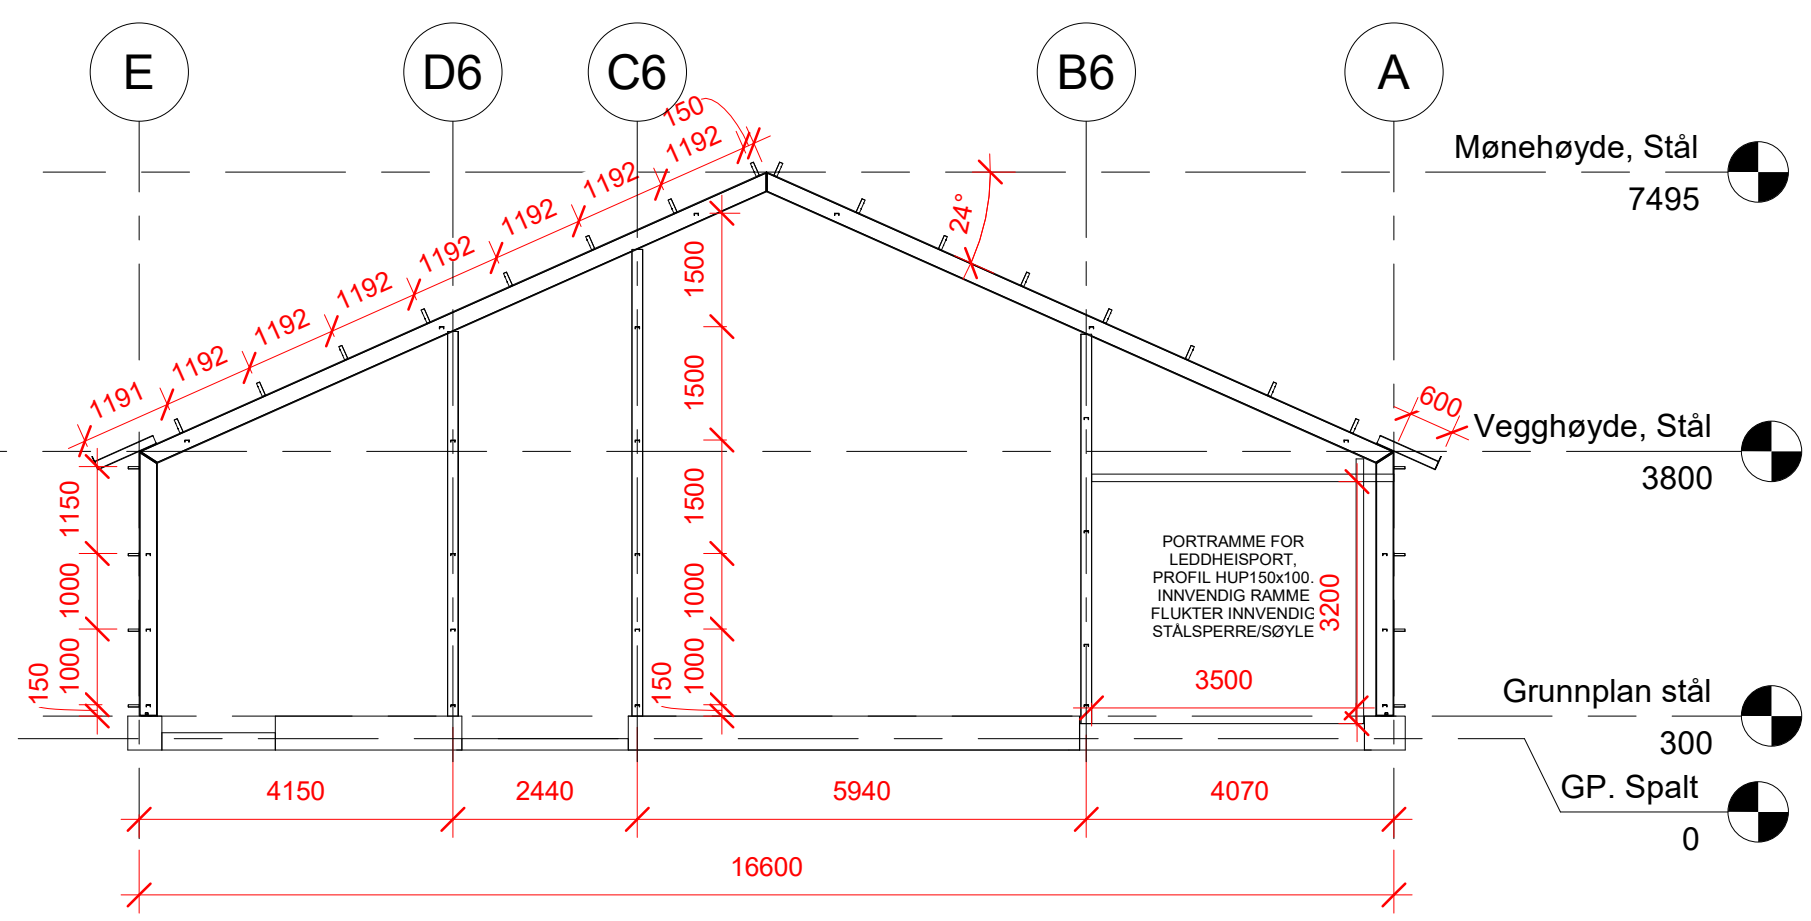 E
D6
C6
B6
A
150
1192
1192
1192
1192
1192
1192
1192
1191
24°
600
Mønehøyde, Stål
7495
Vegghøyde, Stål
3800
Grunnplan stål
300
GP. Spalt
0
1150
1000
1000
150
1500
1500
1500
1000
1000
150
PORTRAMME FOR
LEDDHEISPORT,
PROFIL HUP150x100.
INNVENDIG RAMME
FLUKTER INNVENDIG
STÅLSPERRE/SØYLE
3200
3500
4150
2440
5940
4070
16600